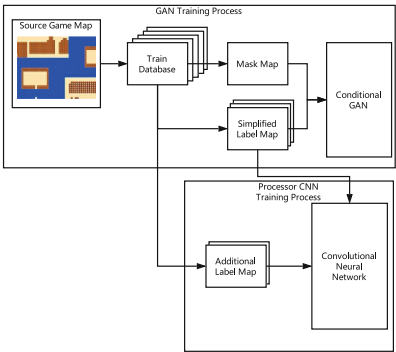 GAN Training Process
Source Game Map
Train
Database
Mask Map
Simplified
Label Map
Conditional
GAN
Processor CNN
Training Process
Additional
Label Map
Convolutional
Neural
Network